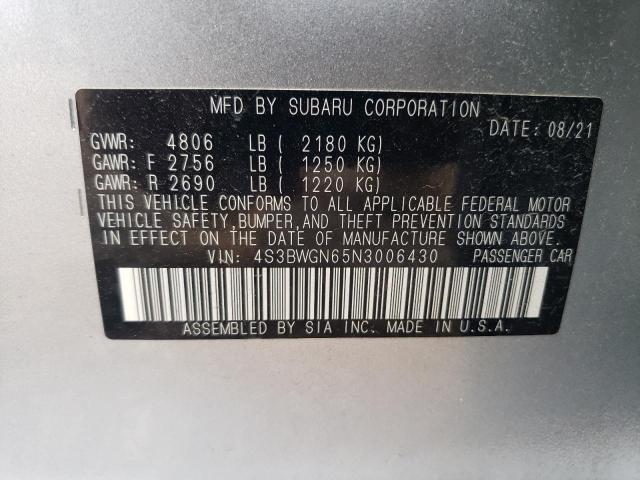 MFD BY SUBARU CORPORATION
DATE: 08/21
GVWR: 4806 LB ( 2180 KG)
GAWR: F 2756 LB ( 1250 KG)
GAWR: R 2690 LB ( 1220 KG)
THIS VEHICLE CONFORMS TO ALL APPLICABLE FEDERAL MOTOR
VEHICLE SAFETY,BUMPER,AND THEFT PREVENTION STANDARDS
IN EFFECT ON THE DATE OF MANUFACTURE SHOWN ABOVE.
VIN: 4S3BWGN65N3006430 PASSENGER CAR
ASSEMBLED BY SIA INC. MADE IN U.S.A.